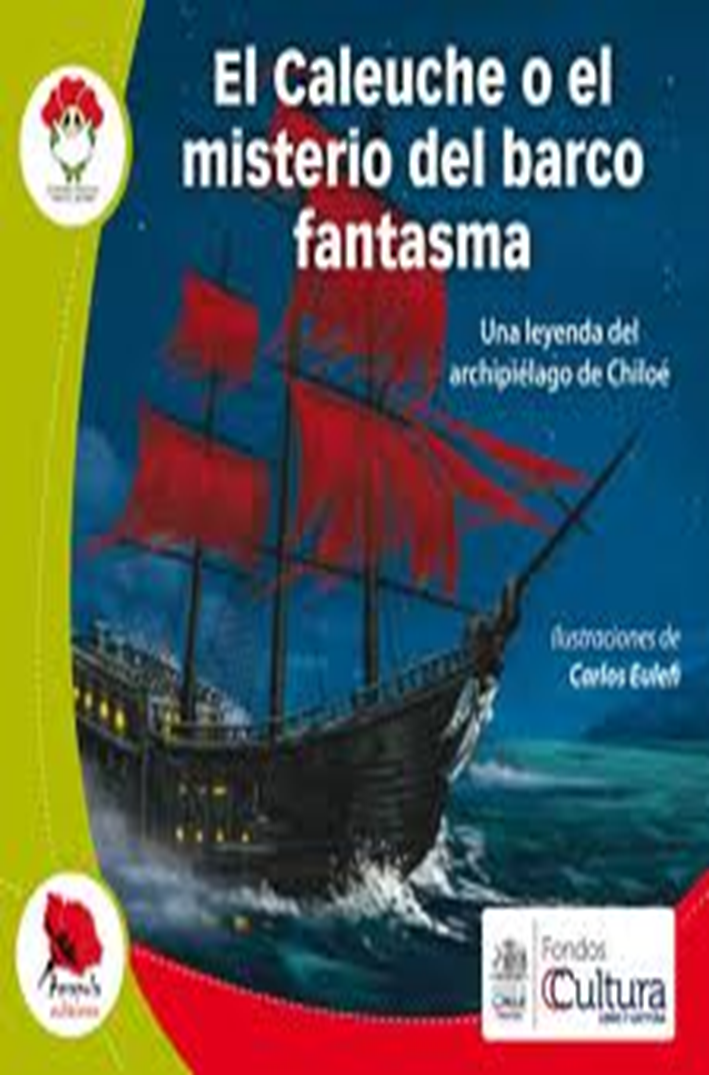 El Caleuche o el
misterio del barco
fantasma
Una leyenda del
archipiélago de Chiloé
Ilustraciones de
Carlos Eulefi
Fondos
Cultura
ediciones